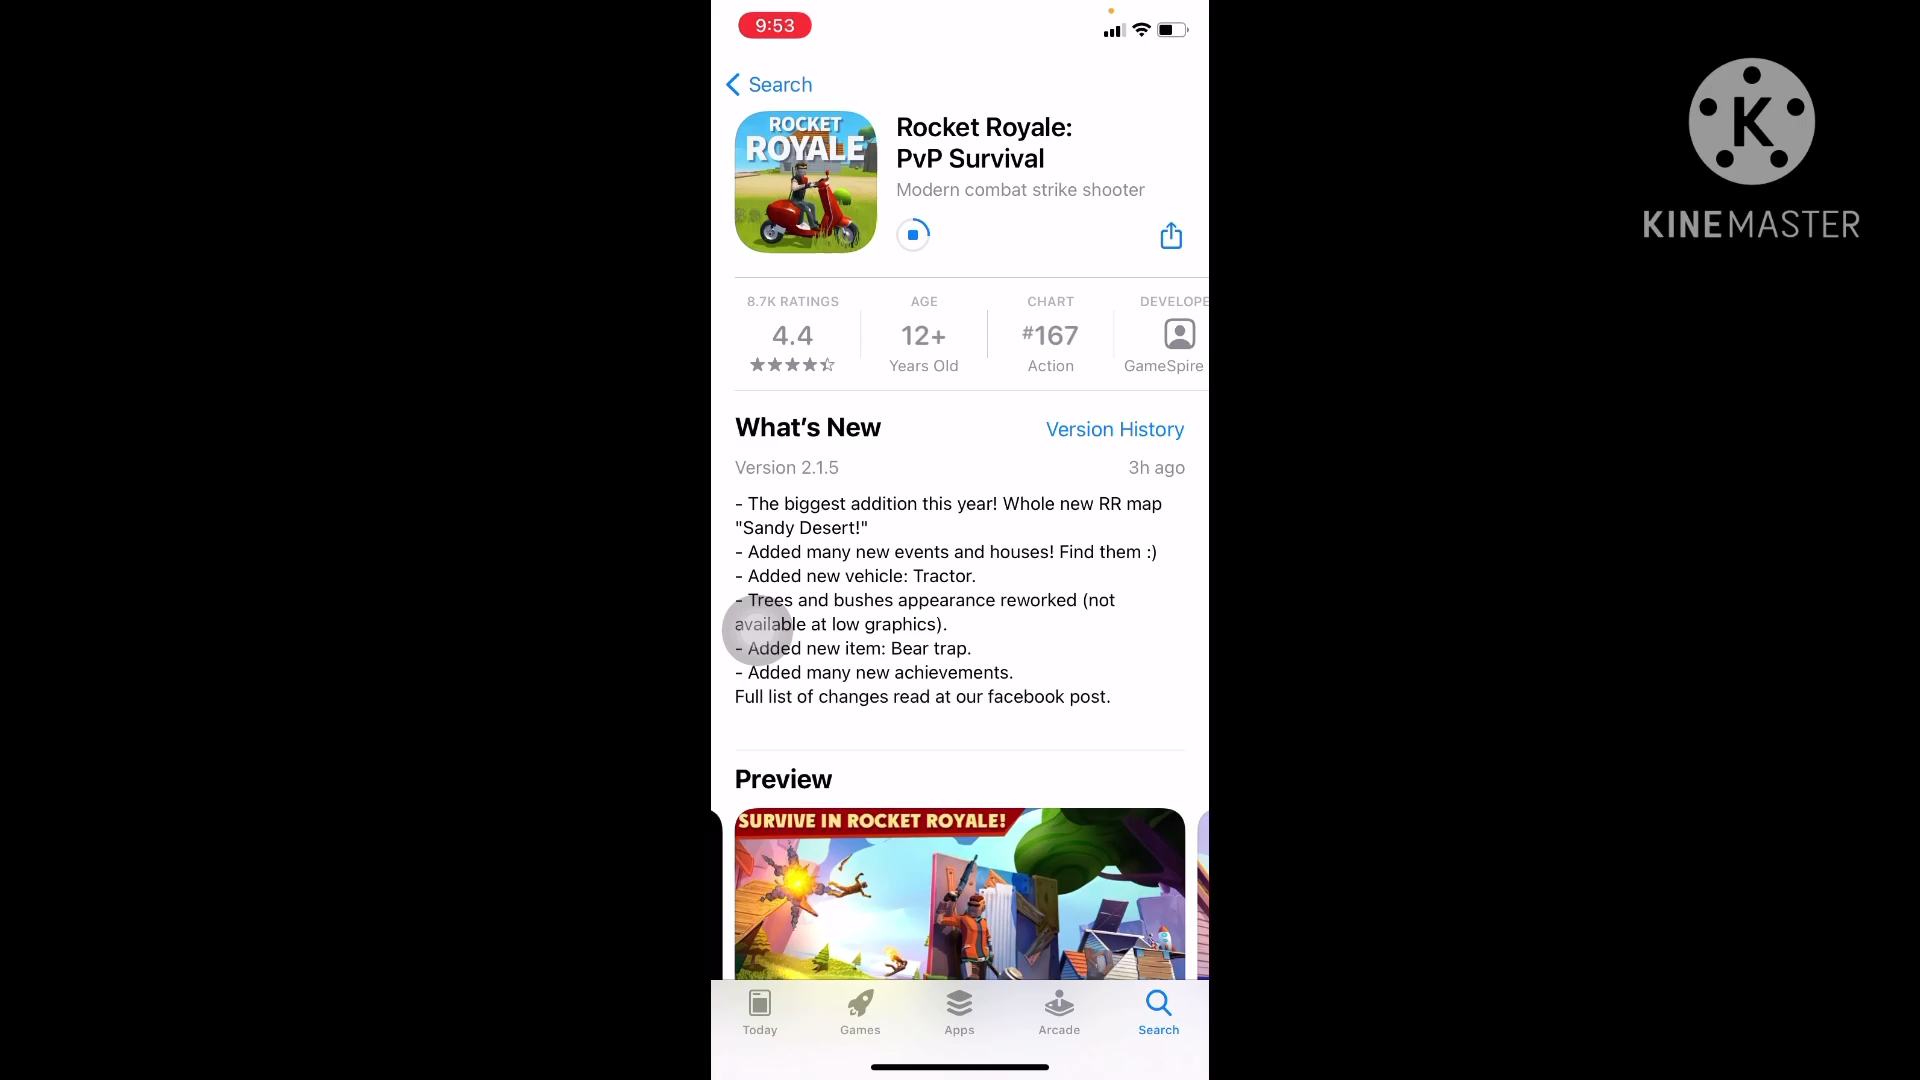 9:53
Search
ROCKET
ROYALE
Rocket Royale:
PvP Survival
Modern combat strike shooter
K
KINEMASTER
8.7K RATINGS
AGE
CHART
DEVELOPE
4.4
12+
#167
Years Old
Action
GameSpire
What's New
Version History
Version 2.1.5
3h ago
- The biggest addition this year! Whole new RR map
"Sandy Desert!"
- Added many new events and houses! Find them :)
- Added new vehicle: Tractor.
- Trees and bushes appearance reworked (not
available at low graphics).
- Added new item: Bear trap.
- Added many new achievements.
Full list of changes read at our facebook post.
Preview
SURVIVE IN ROCKET ROYALE!
Today
Games
Apps
Arcade
Search